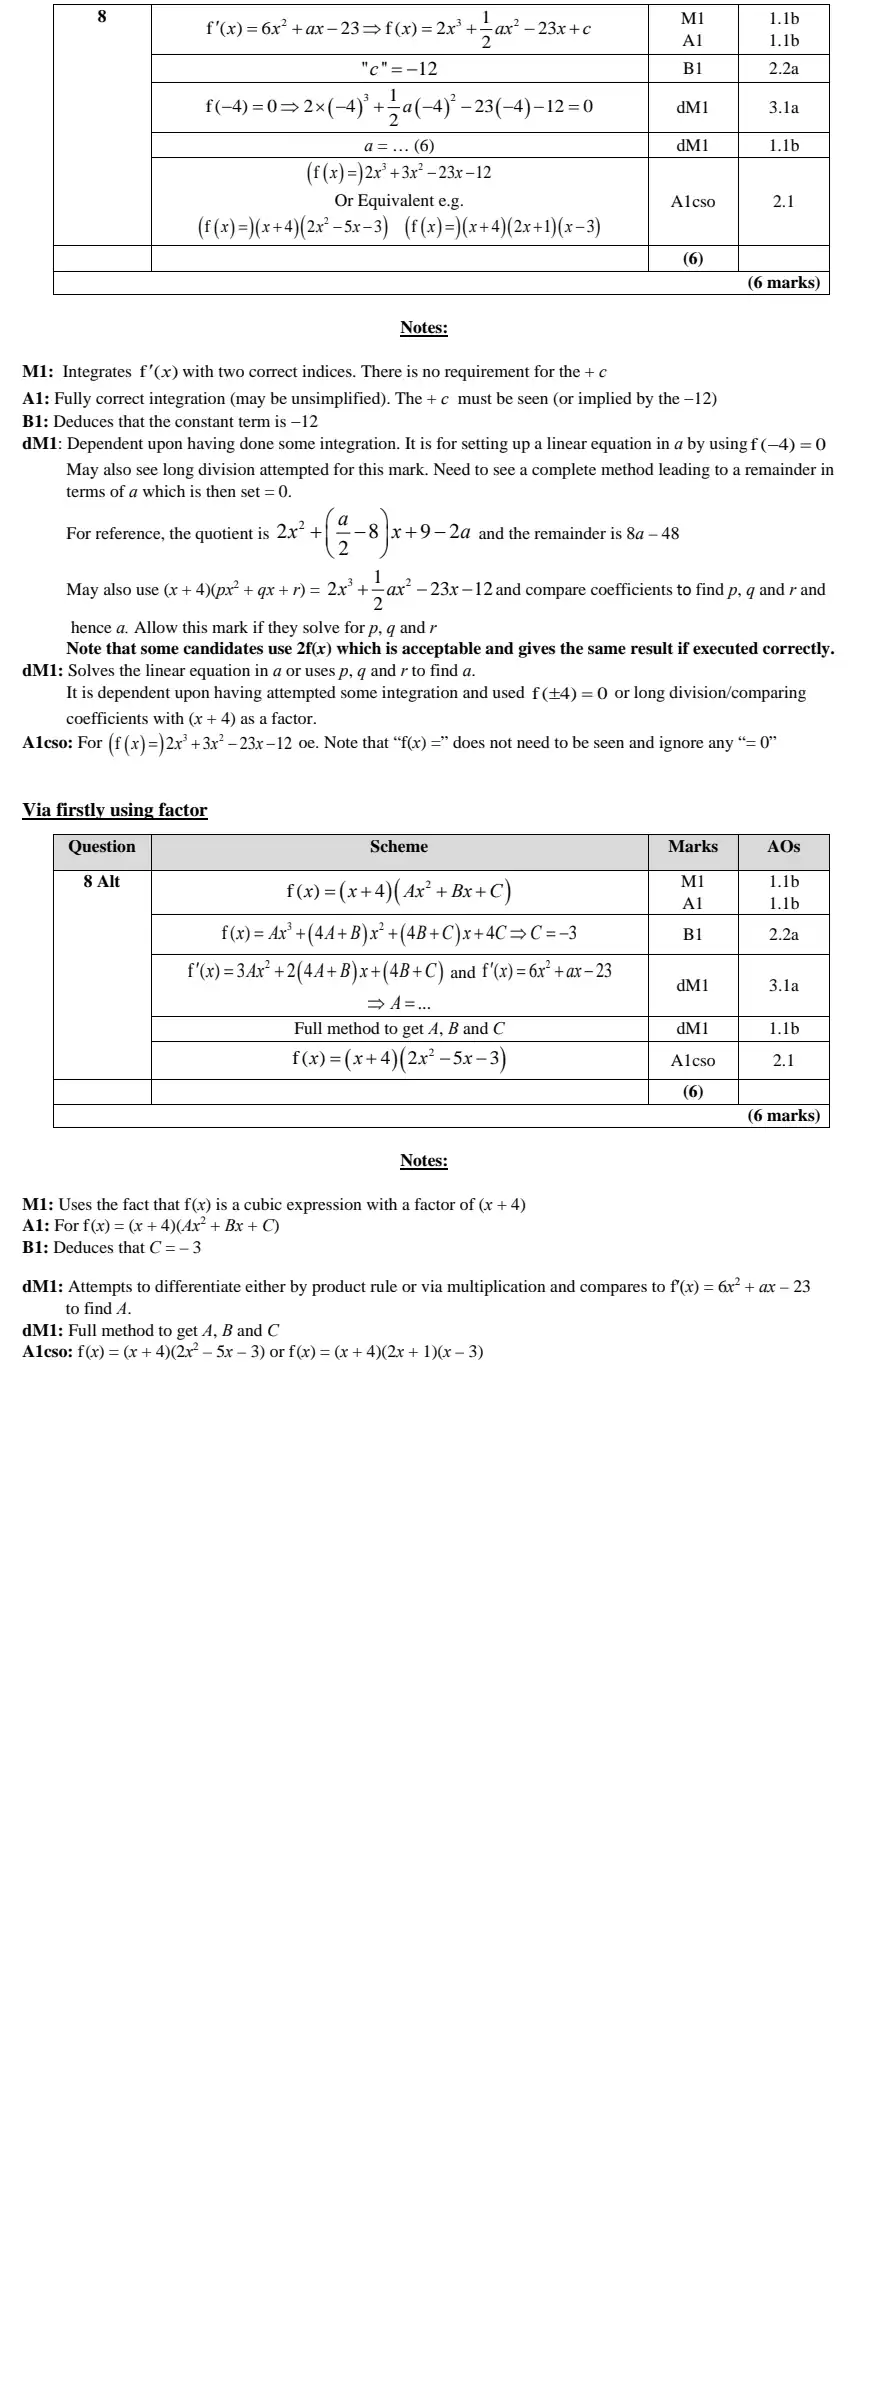 8
f′(x) = 6x² + ax − 23 ⇒ f(x) = 2x³ + 1/2 ax² − 23x + c
M1
A1
1.1b
1.1b
"c" = −12
B1
2.2a
f(−4) = 0 ⇒ 2×(−4)³ + 1/2 a(−4)² − 23(−4) − 12 = 0
dM1
3.1a
a = … (6)
dM1
1.1b
(f(x) =)2x³ + 3x² − 23x − 12
Or Equivalent e.g.
(f(x) =)(x + 4)(2x² − 5x − 3) (f(x) =)(x + 4)(2x + 1)(x − 3)
A1cso
2.1
(6)
(6 marks)
Notes:
M1: Integrates f′(x) with two correct indices. There is no requirement for the + c
A1: Fully correct integration (may be unsimplified). The + c must be seen (or implied by the −12)
B1: Deduces that the constant term is −12
dM1: Dependent upon having done some integration. It is for setting up a linear equation in a by using f(−4) = 0
May also see long division attempted for this mark. Need to see a complete method leading to a remainder in
terms of a which is then set = 0.
For reference, the quotient is 2x² + (a/2 − 8)x + 9 − 2a and the remainder is 8a – 48
May also use (x + 4)(px² + qx + r) = 2x³ + 1/2 ax² − 23x − 12 and compare coefficients to find p, q and r and
hence a. Allow this mark if they solve for p, q and r
Note that some candidates use 2f(x) which is acceptable and gives the same result if executed correctly.
dM1: Solves the linear equation in a or uses p, q and r to find a.
It is dependent upon having attempted some integration and used f(±4) = 0 or long division/comparing
coefficients with (x + 4) as a factor.
A1cso: For (f(x) =)2x³ + 3x² − 23x − 12 oe. Note that “f(x) =” does not need to be seen and ignore any “= 0”
Via firstly using factor
Question Scheme Marks AOs
8 Alt
f(x) = (x + 4)(Ax² + Bx + C)
M1
A1
1.1b
1.1b
f(x) = Ax³ + (4A + B)x² + (4B + C)x + 4C ⇒ C = −3
B1
2.2a
f′(x) = 3Ax² + 2(4A + B)x + (4B + C) and f′(x) = 6x² + ax − 23
⇒ A = ...
dM1
3.1a
Full method to get A, B and C
dM1
1.1b
f(x) = (x + 4)(2x² − 5x − 3)
A1cso
2.1
(6)
(6 marks)
Notes:
M1: Uses the fact that f(x) is a cubic expression with a factor of (x + 4)
A1: For f(x) = (x + 4)(Ax² + Bx + C)
B1: Deduces that C = – 3
dM1: Attempts to differentiate either by product rule or via multiplication and compares to f′(x) = 6x² + ax – 23
to find A.
dM1: Full method to get A, B and C
A1cso: f(x) = (x + 4)(2x² – 5x – 3) or f(x) = (x + 4)(2x + 1)(x – 3)